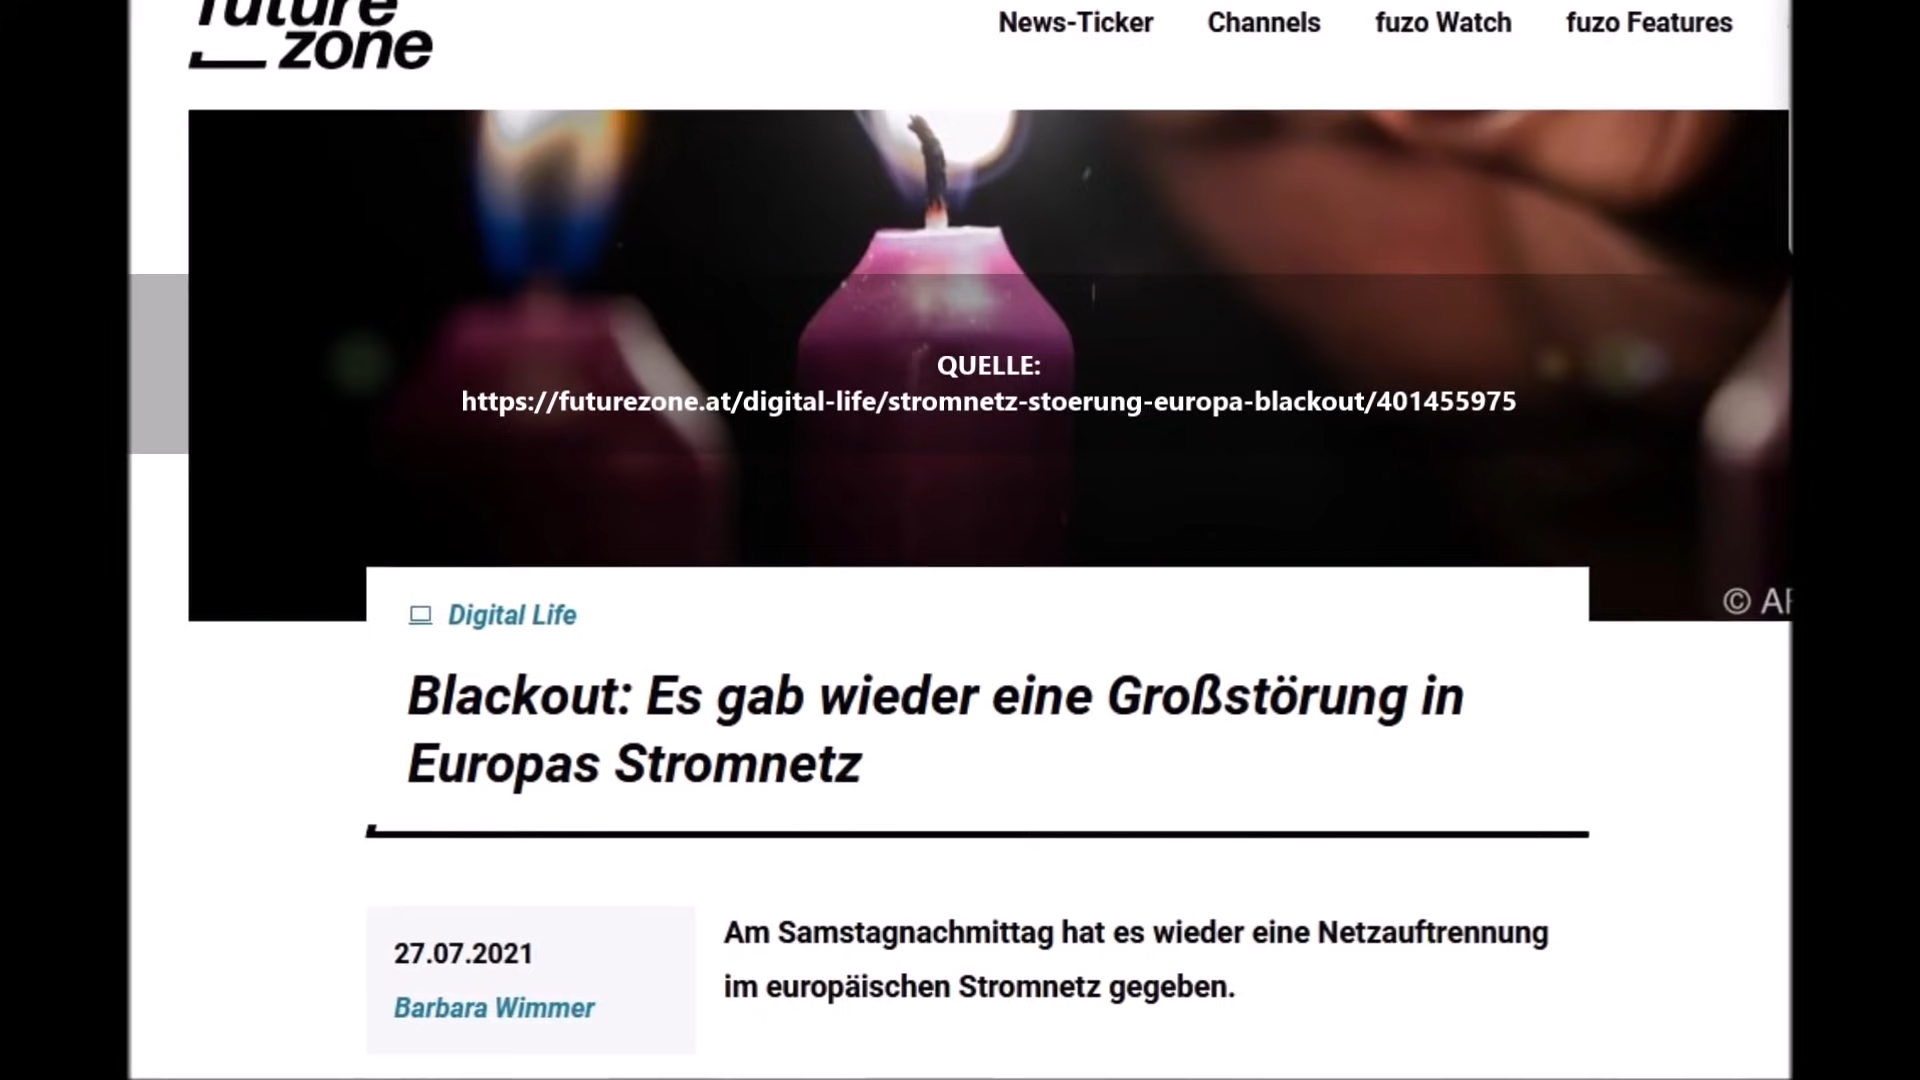 future
zone
News-Ticker
Channels
fuzo Watch
fuzo Features
QUELLE:
https://futurezone.at/digital-life/stromnetz-stoerung-europa-blackout/401455975
©
Digital Life
Blackout: Es gab wieder eine Großstörung in
Europas Stromnetz
27.07.2021
Barbara Wimmer
Am Samstagnachmittag hat es wieder eine Netzauftrennung
im europäischen Stromnetz gegeben.